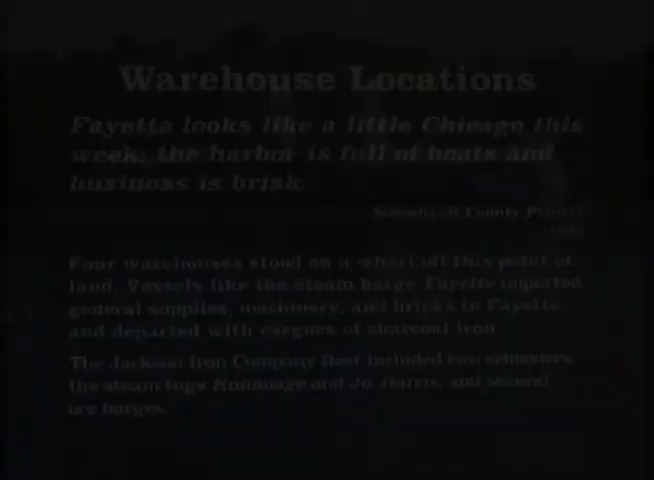 Warehouse Locations
Fayette looks like a little Chicago this
week; the harbor is full of boats and
business is brisk.
Schoolcraft County Pioneer
Four warehouses stood on a wharf off this point of
land. Vessels like the steam barge Fayette imported
general supplies, machinery, and bricks to Fayette
and departed with cargoes of charcoal iron
The Jackson Iron Company fleet included two schooners,
the steam tugs and Jo. Harris, and several
ore barges.